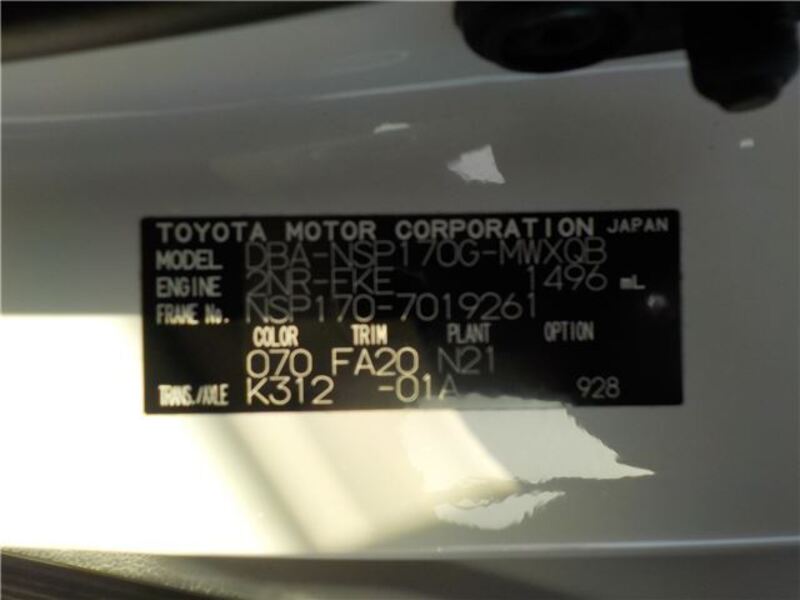 TOYOTA MOTOR CORPORATION JAPAN
MODEL DBA-NSP170G-MWXQB
ENGINE 2NR-FKE 1496 mL
FRAME No. NSP170-7019261
COLOR TRIM PLANT OPTION
070 FA20 N21
TRANS./AXLE K312 -01A 928